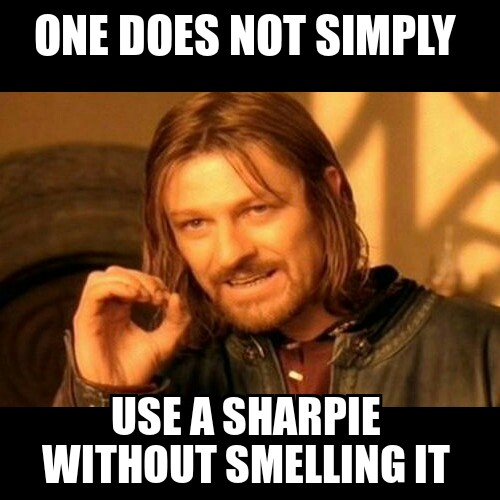 ONE DOES NOT SIMPLY
USE A SHARPIE
WITHOUT SMELLING IT